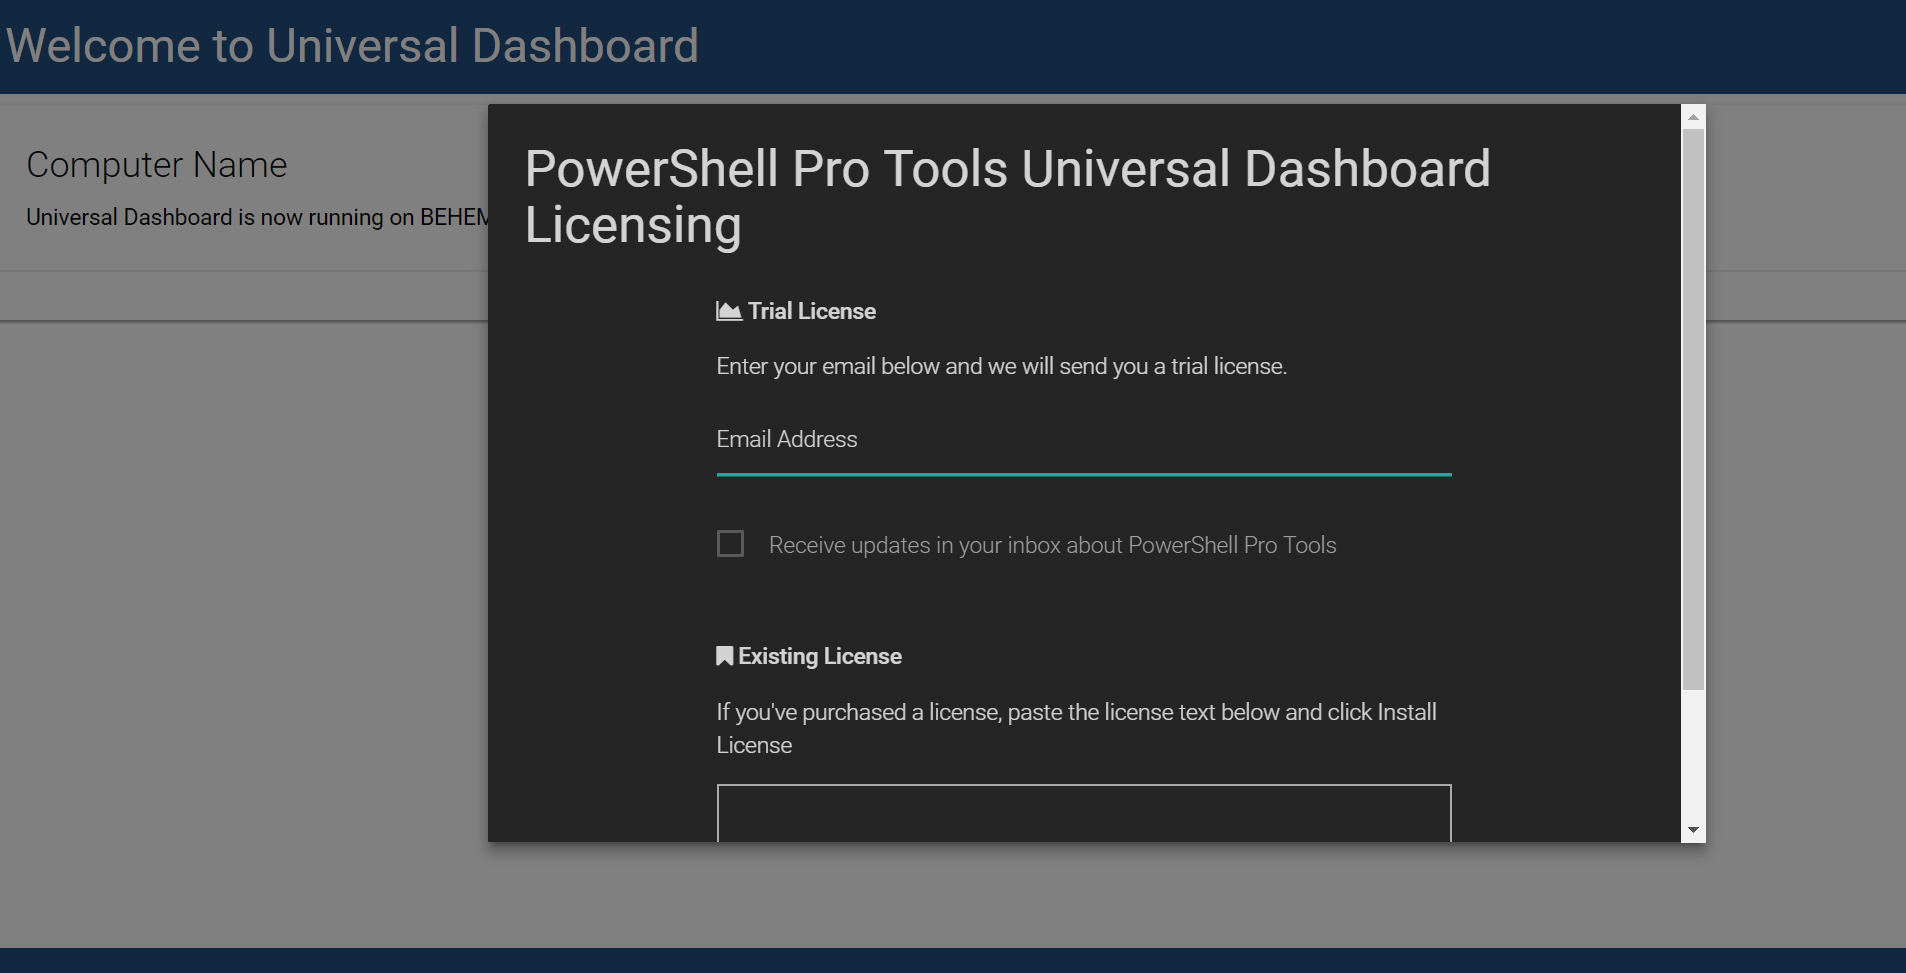 Welcome to Universal Dashboard
Computer Name
Universal Dashboard is now running on
PowerShell Pro Tools Universal Dashboard
Licensing
Trial License
Enter your email below and we will send you a trial license.
Email Address
Receive updates in your inbox about PowerShell Pro Tools
Existing License
If you've purchased a license, paste the license text below and click Install
License